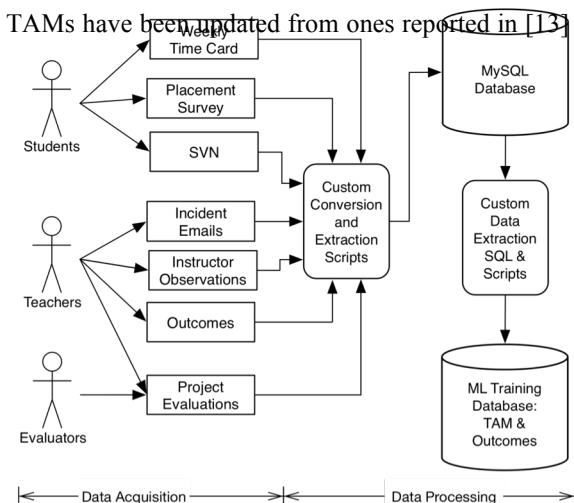 TAMs have been updated from ones reported in [13]
Weekly
Time Card
Placement
Survey
SVN
Students
Incident
Emails
Instructor
Observations
Outcomes
Teachers
Project
Evaluations
Evaluators
Custom
Conversion
and
Extraction
Scripts
MySQL
Database
Custom
Data
Extraction
SQL &
Scripts
ML Training
Database:
TAM &
Outcomes
Data Acquisition
Data Processing